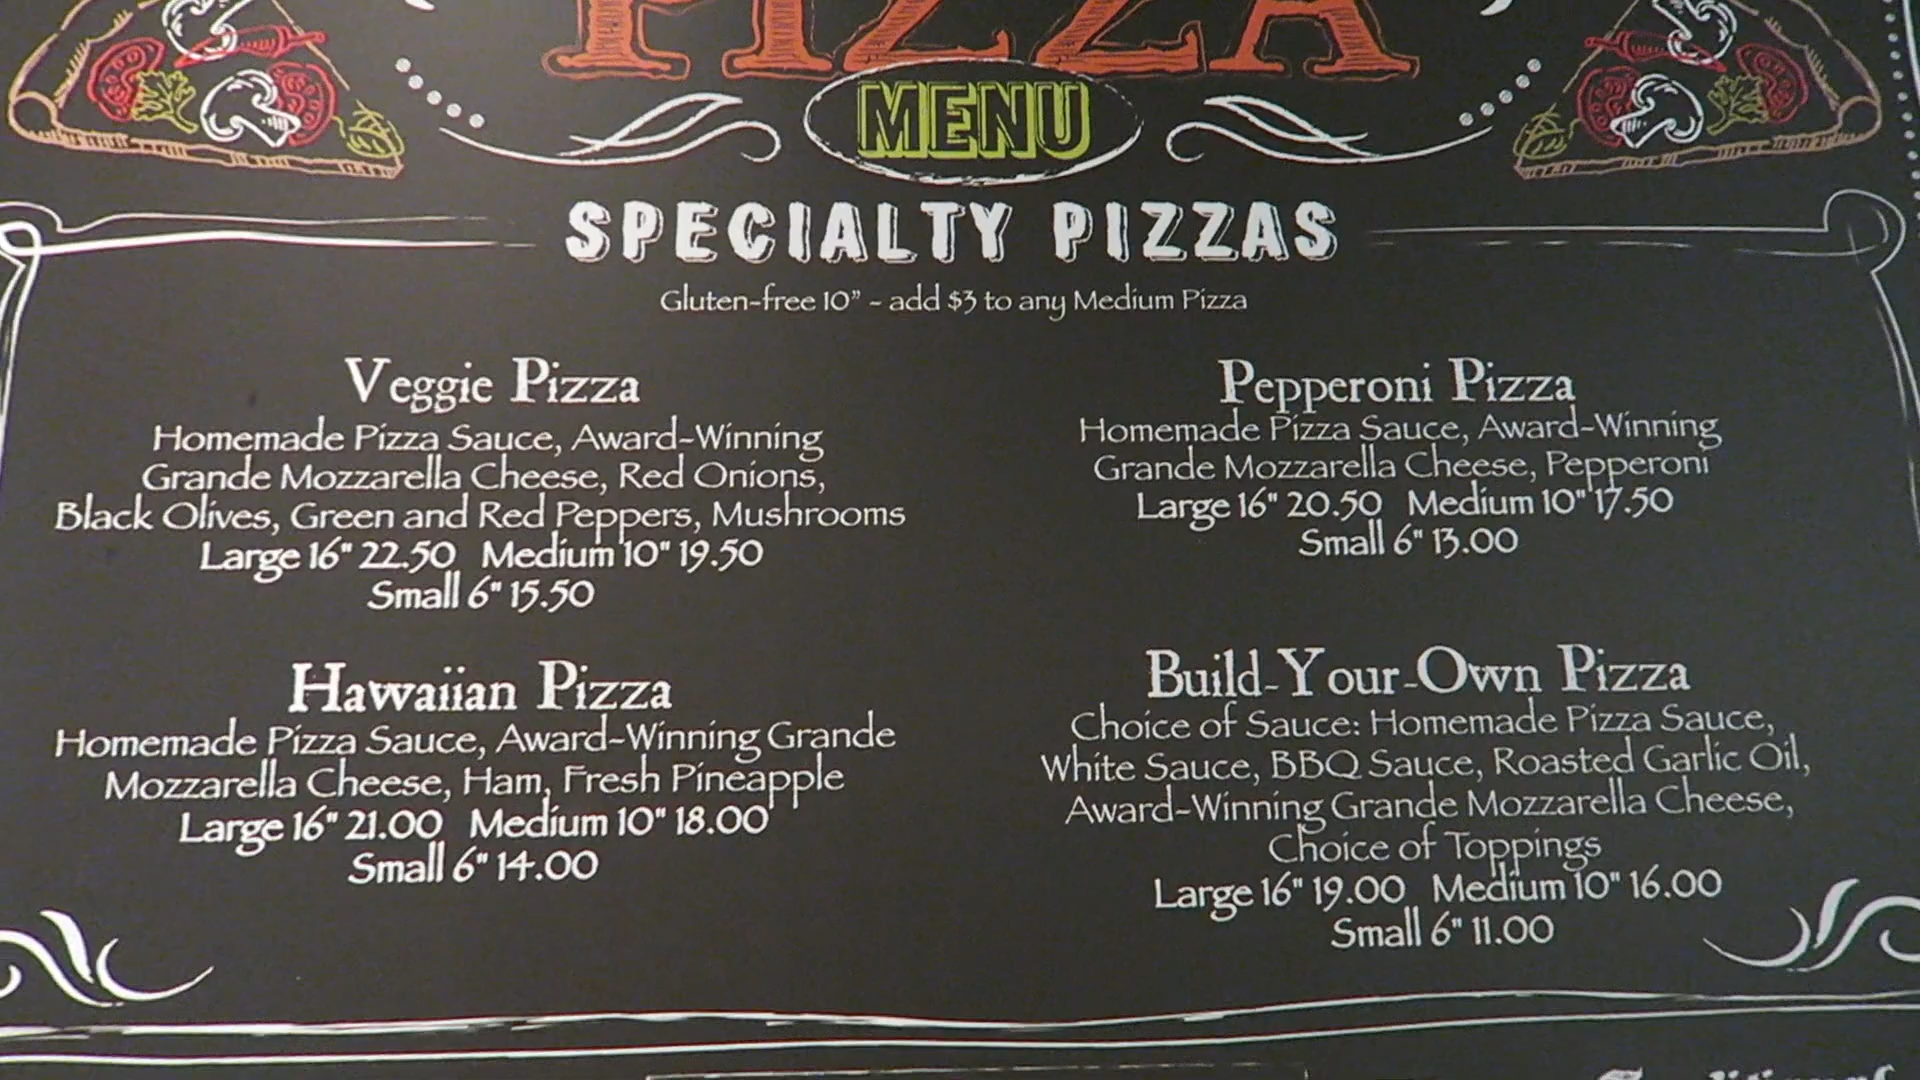 PIZZA
MENU
SPECIALTY PIZZAS
Gluten-free 10” - add $3 to any Medium Pizza
Veggie Pizza
Homemade Pizza Sauce, Award-Winning
Grande Mozzarella Cheese, Red Onions,
Black Olives, Green and Red Peppers, Mushrooms
Large 16" 22.50 Medium 10" 19.50
Small 6" 15.50
Hawaiian Pizza
Homemade Pizza Sauce, Award-Winning Grande
Mozzarella Cheese, Ham, Fresh Pineapple
Large 16" 21.00 Medium 10" 18.00
Small 6" 14.00
Pepperoni Pizza
Homemade Pizza Sauce, Award-Winning
Grande Mozzarella Cheese, Pepperoni
Large 16" 20.50 Medium 10" 17.50
Small 6" 13.00
Build-Your-Own Pizza
Choice of Sauce: Homemade Pizza Sauce,
White Sauce, BBQ Sauce, Roasted Garlic Oil,
Award-Winning Grande Mozzarella Cheese,
Choice of Toppings
Large 16" 19.00 Medium 10" 16.00
Small 6" 11.00